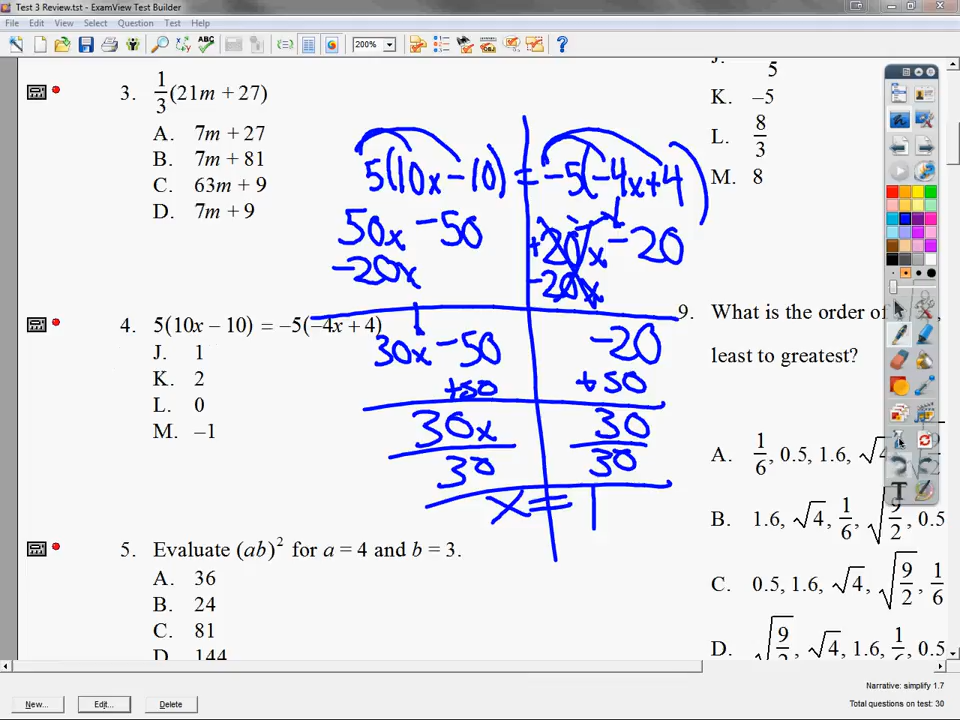 Test 3 Review.tst - ExamView Test Builder
File Edit View Select Question Test Help
200%
3. 1/3(21m + 27)
A. 7m + 27
B. 7m + 81
C. 63m + 9
D. 7m + 9
5(10x - 10) = -5(-4x + 4)
50x - 50 +20x - 20
-20x -20x
30x - 50 -20
+50 +50
30x 30
30 30
x = 1
4. 5(10x − 10) = −5(−4x + 4)
J. 1
K. 2
L. 0
M. −1
5. Evaluate (ab)² for a = 4 and b = 3.
A. 36
B. 24
C. 81
D. 144
J. 5
K. −5
L. 8/3
M. 8
9. What is the order of
least to greatest?
A. 1/6, 0.5, 1.6, √4
B. 1.6, √4, 1/6, √9/2, 0.5
C. 0.5, 1.6, √4, √9/2, 1/6
D. √9/2, √4, 1.6, 1/6, 0.5
New... Edit... Delete
Narrative: simplify 1.7
Total questions on test: 30